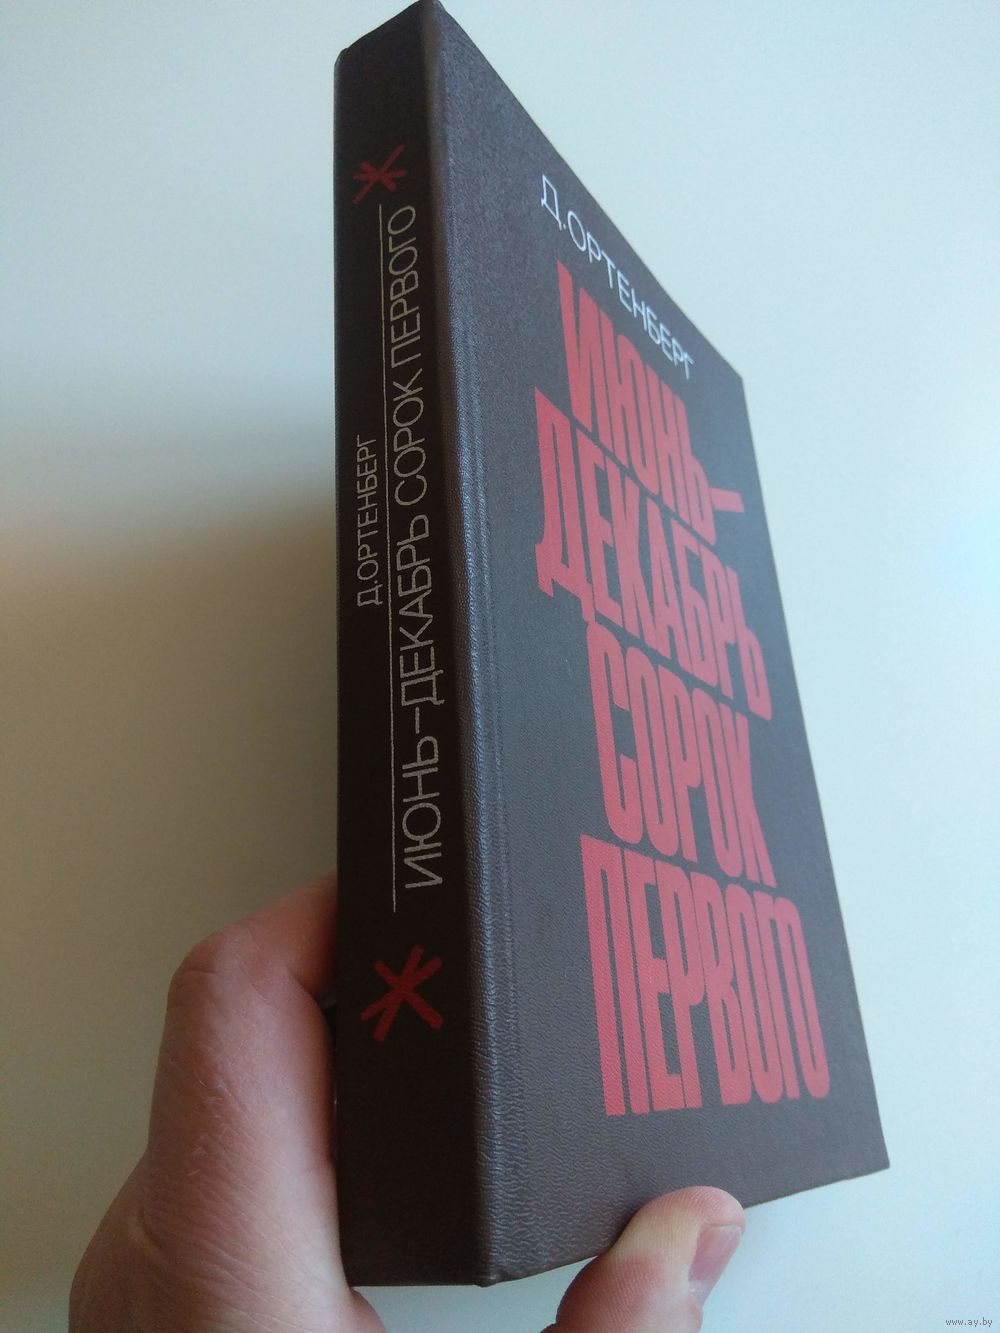 Д.ОРТЕНБЕРГ
ИЮНЬ–ДЕКАБРЬ СОРОК ПЕРВОГО
Д.ОРТЕНБЕРГ
ИЮНЬ–
ДЕКАБРЬ
СОРОК
ПЕРВОГО
www.ay.by